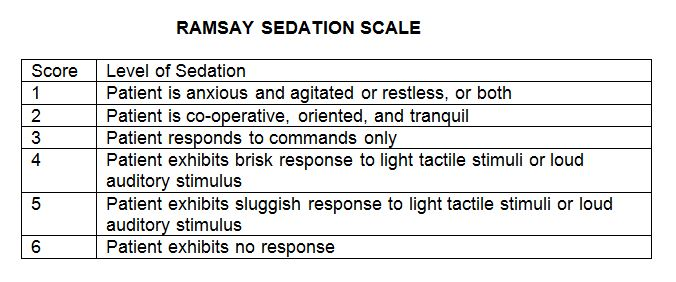 RAMSAY SEDATION SCALE
Score Level of Sedation
1 Patient is anxious and agitated or restless, or both
2 Patient is co-operative, oriented, and tranquil
3 Patient responds to commands only
4 Patient exhibits brisk response to light tactile stimuli or loud
auditory stimulus
5 Patient exhibits sluggish response to light tactile stimuli or loud
auditory stimulus
6 Patient exhibits no response